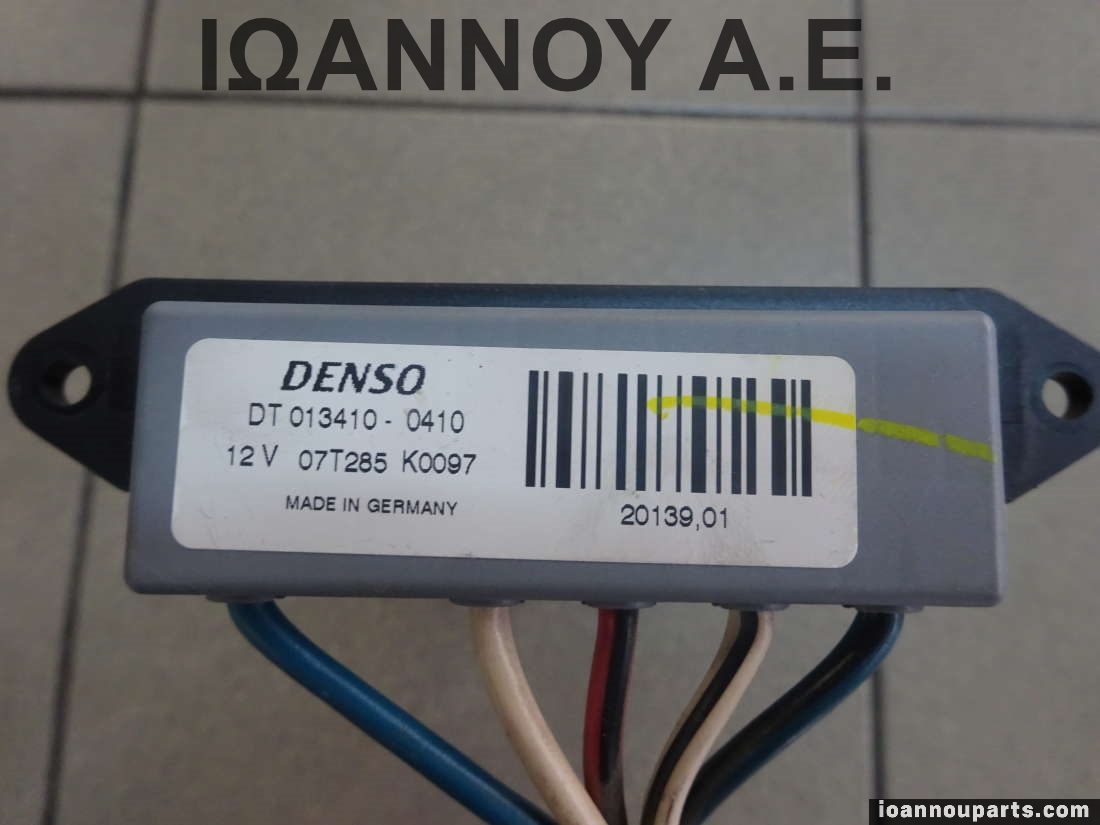 ΙΩΑΝΝΟΥ Α.Ε.
DENSO
DT 013410 - 0410
12 V 07T285 K0097
MADE IN GERMANY
20139,01
ioannouparts.com